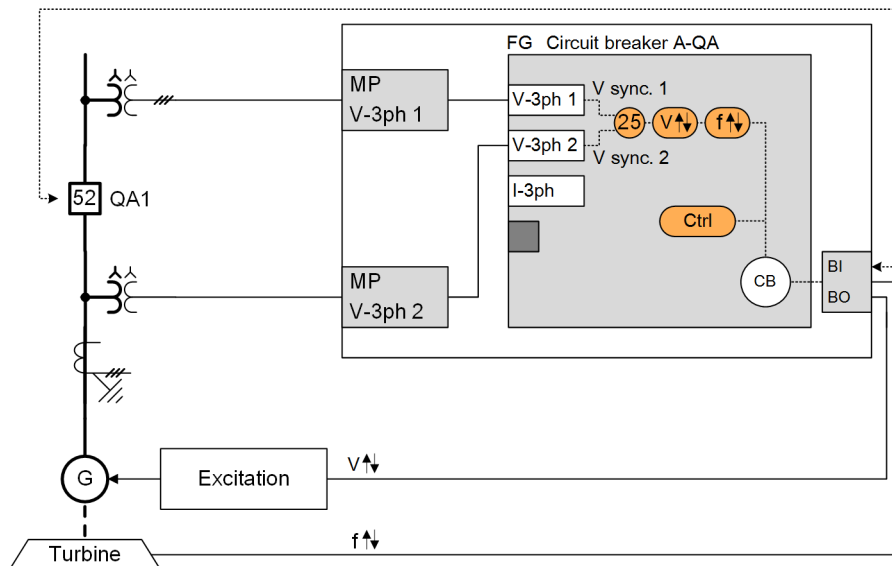 FG Circuit breaker A-QA
MP
V-3ph 1
V-3ph 1
V sync. 1
25
V
f
V-3ph 2
V sync. 2
I-3ph
52
QA1
Ctrl
MP
V-3ph 2
CB
BI
BO
G
Excitation
V
Turbine
f